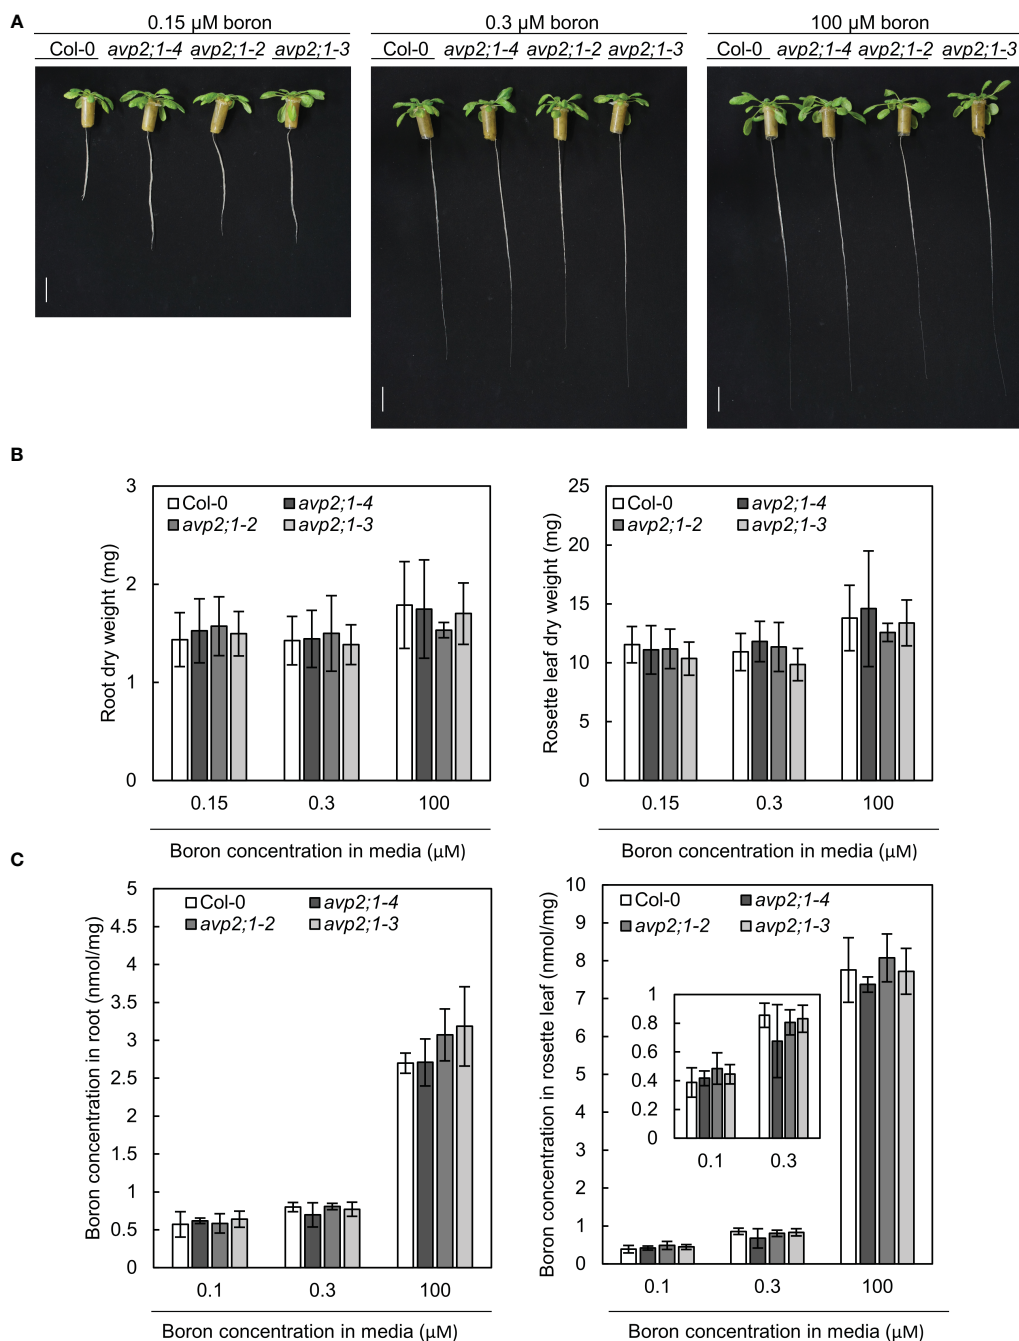 A
0.15 µM boron
0.3 µM boron
100 µM boron
Col-0 avp2;1-4 avp2;1-2 avp2;1-3
Col-0 avp2;1-4 avp2;1-2 avp2;1-3
Col-0 avp2;1-4 avp2;1-2 avp2;1-3
B
Root dry weight (mg)
3
2
1
0
Col-0
avp2;1-4
avp2;1-2
avp2;1-3
0.15 0.3 100
Boron concentration in media (µM)
Rosette leaf dry weight (mg)
25
20
15
10
5
0
Col-0
avp2;1-4
avp2;1-2
avp2;1-3
0.15 0.3 100
Boron concentration in media (µM)
C
Boron concentration in root (nmol/mg)
5
4.5
4
3.5
3
2.5
2
1.5
1
0.5
0
Col-0
avp2;1-4
avp2;1-2
avp2;1-3
0.1 0.3 100
Boron concentration in media (µM)
Boron concentration in rosette leaf (nmol/mg)
10
9
8
7
6
5
4
3
2
1
0
Col-0
avp2;1-4
avp2;1-2
avp2;1-3
1
0.8
0.6
0.4
0.2
0
0.1 0.3
0.1 0.3 100
Boron concentration in media (µM)